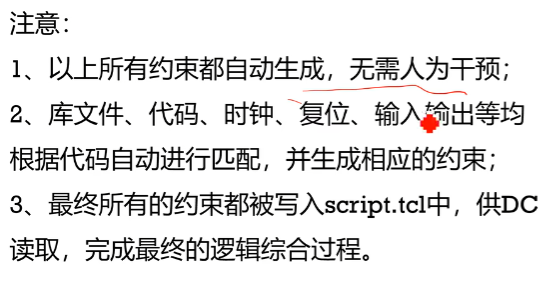 注意：
1、以上所有约束都自动生成，无需人为干预；
2、库文件、代码、时钟、复位、输入输出等均
根据代码自动进行匹配，并生成相应的约束；
3、最终所有的约束都被写入script.tcl中，供DC
读取，完成最终的逻辑综合过程。